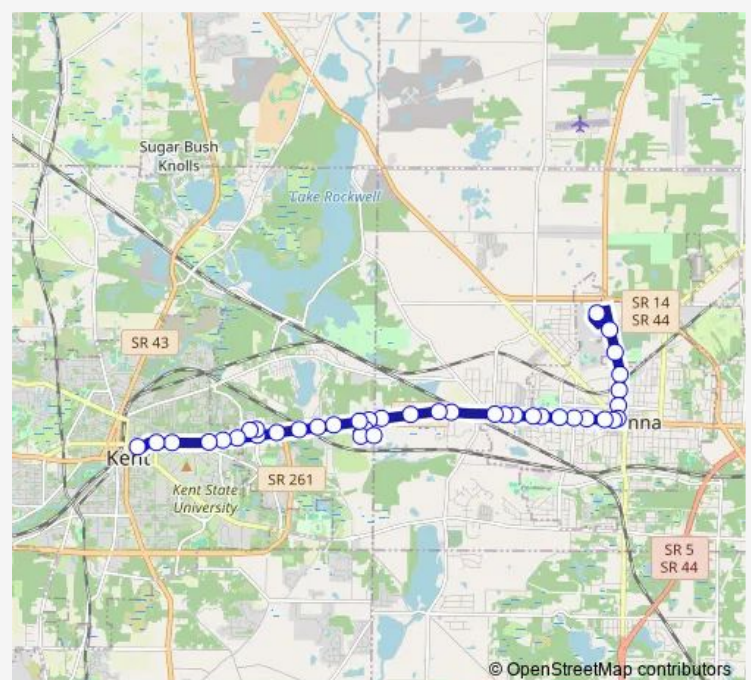 Sugar Bush
Knolls
Lake Rockwell
SR 14
SR 44
SR 43
nna
Kent
SR 261
Kent State
University
SR 5
SR 44
© OpenStreetMap contributors